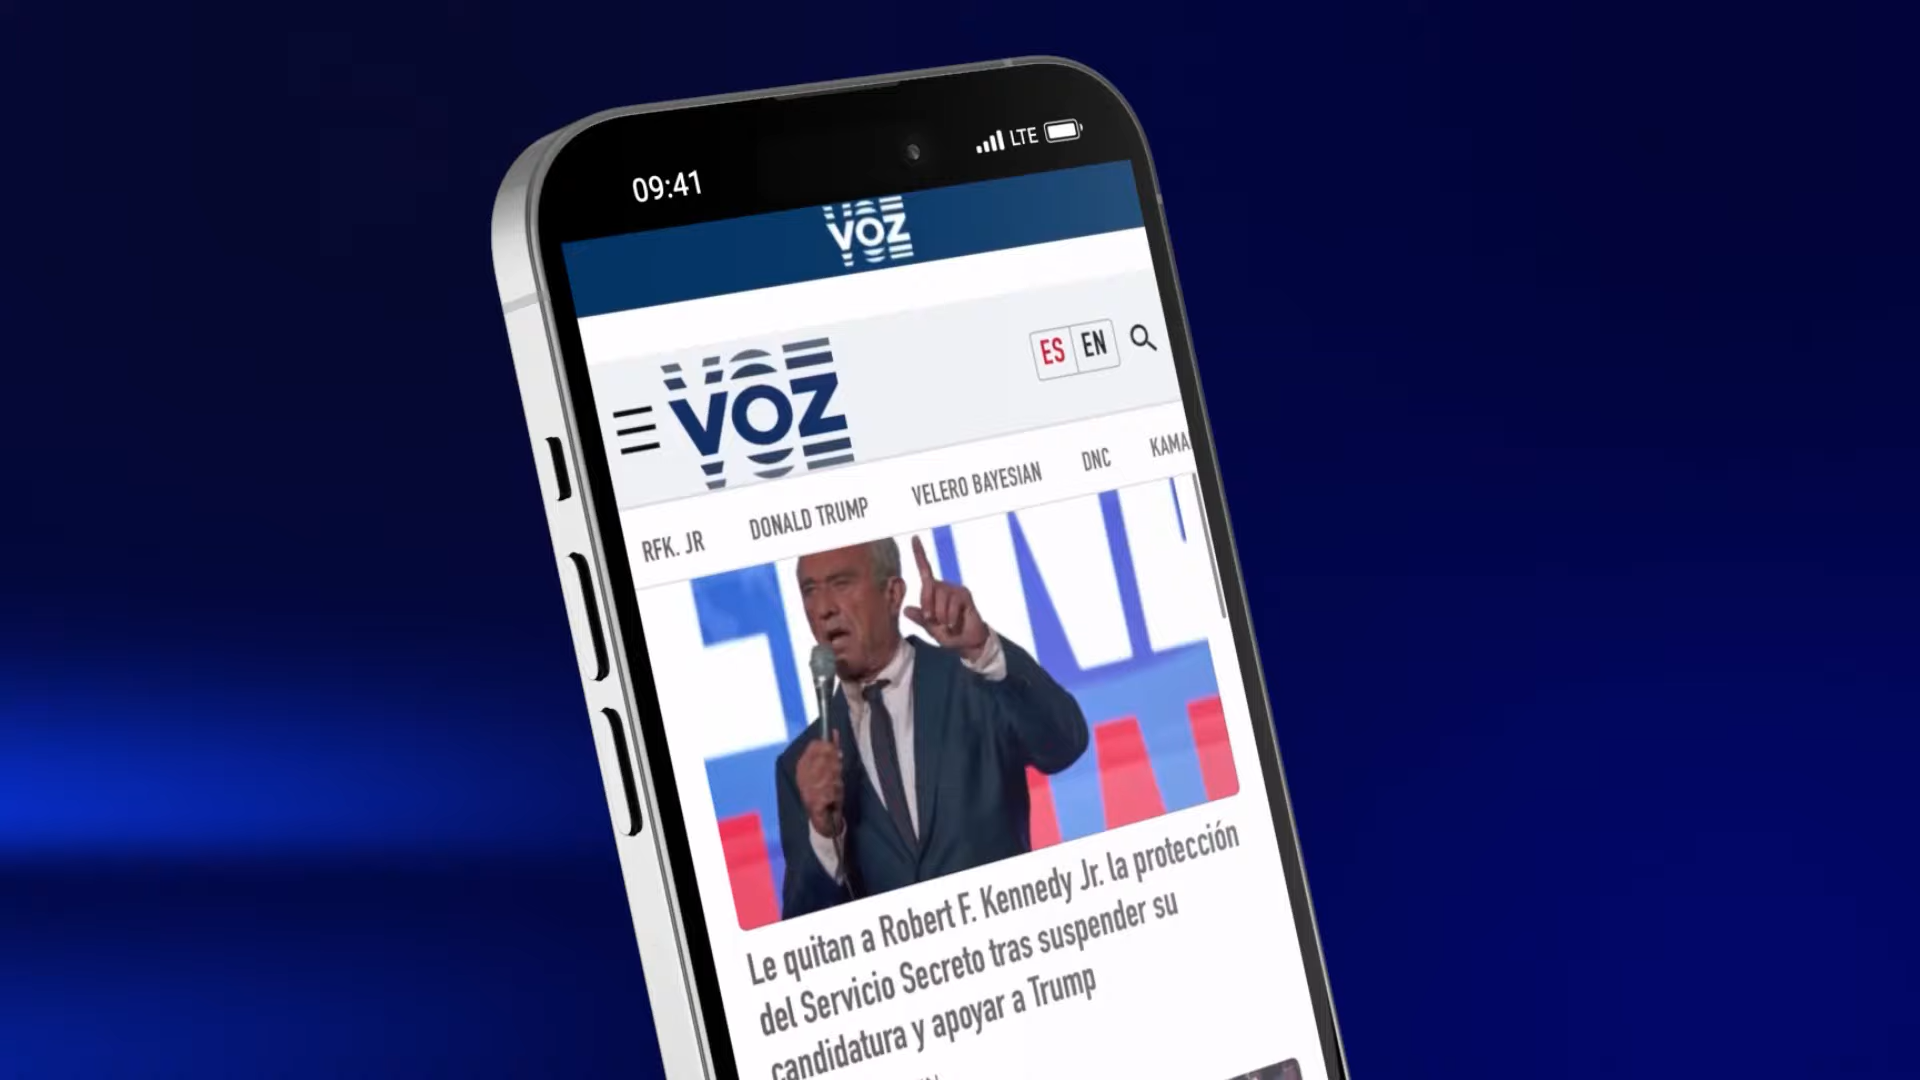 09:41
LTE
VOZ
VOZ
ES EN
RFK. JR DONALD TRUMP VELERO BAYESIAN DNC KAMA
Le quitan a Robert F. Kennedy Jr. la protección
del Servicio Secreto tras suspender su
candidatura y apoyar a Trump